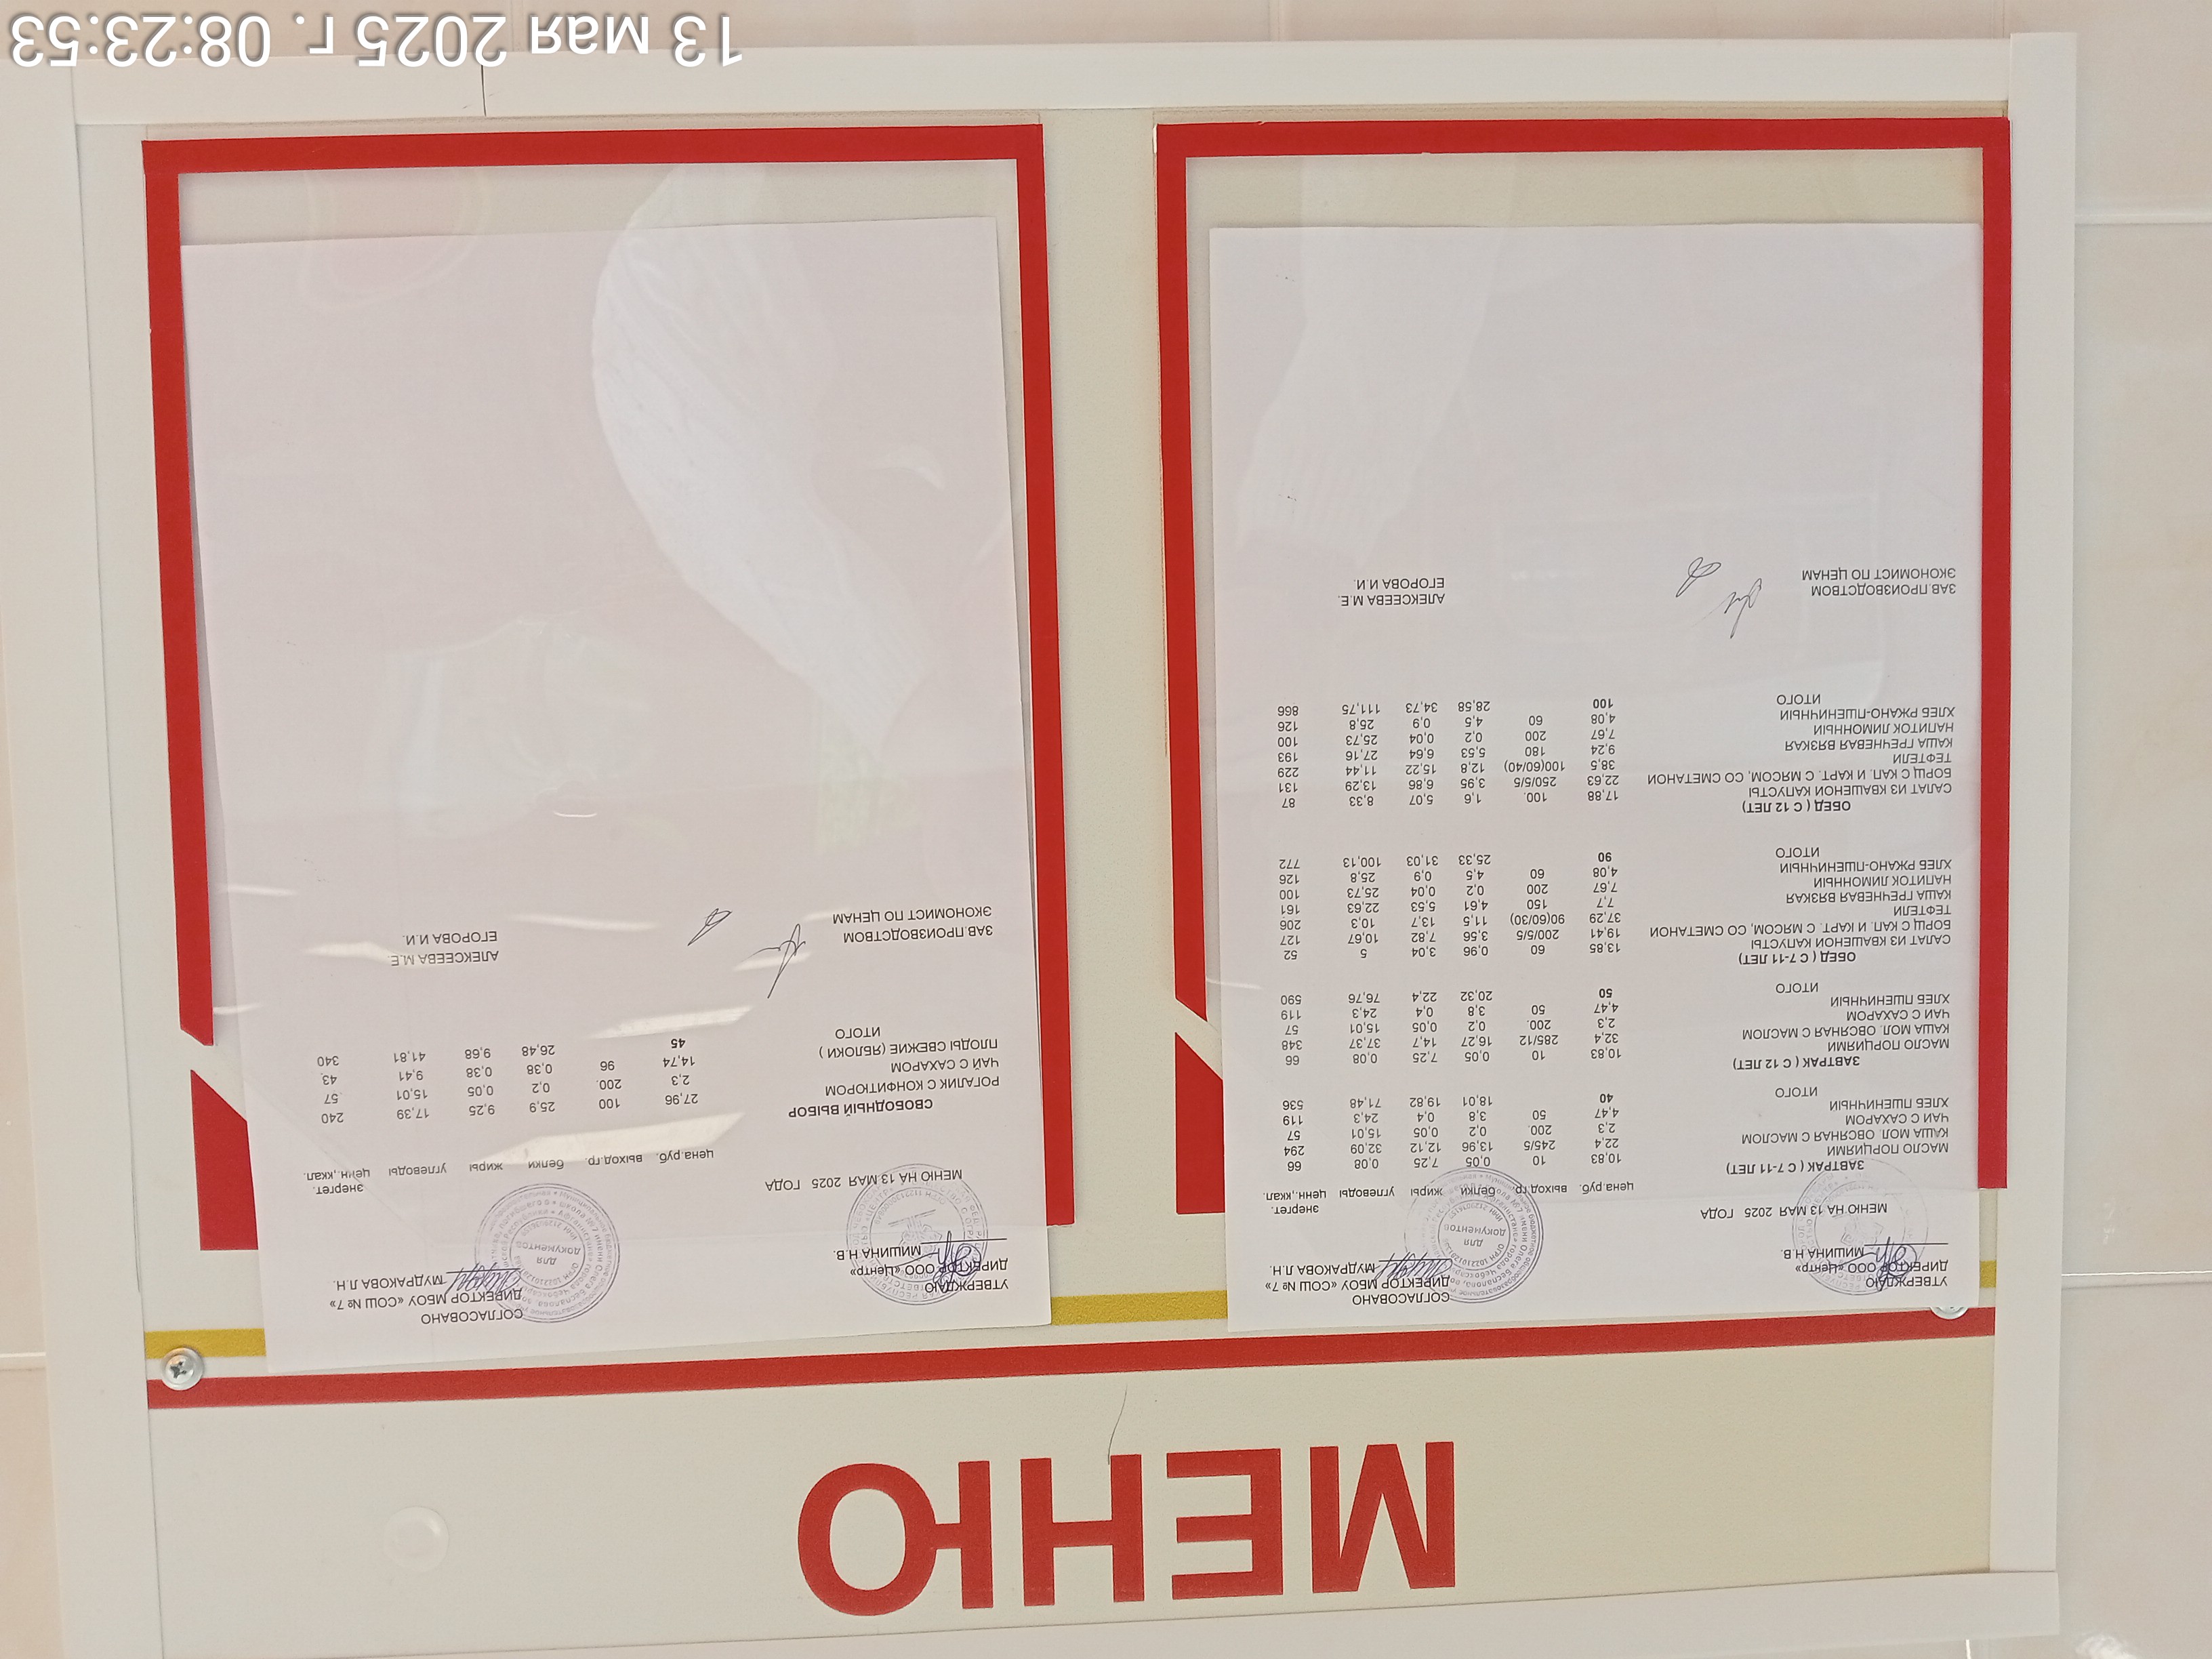 МЕНЮ
УТВЕРЖДАЮ
ДИРЕКТОР ООО «Центр»
МИШИНА Н.В.
СОГЛАСОВАНО
ДИРЕКТОР МБОУ «СОШ № 7»
МУДРАКОВА Л.Н.
МЕНЮ НА 13 МАЯ 2025 ГОДА
цена.руб. выход.гр. белки жиры углеводы энергет. ценн.,ккал.
ЗАВТРАК ( С 7-11 ЛЕТ)
МАСЛО ПОРЦИЯМИ 10,83 10 0,05 7,25 0,08 66
КАША МОЛ. ОВСЯНАЯ С МАСЛОМ 22,4 245/5 13,96 12,12 32,09 294
ЧАЙ С САХАРОМ 2,3 200. 0,2 0,05 15,01 57
ХЛЕБ ПШЕНИЧНЫЙ 4,47 50 3,8 0,4 24,3 119
ИТОГО 40 18,01 19,82 71,48 536
ЗАВТРАК ( С 12 ЛЕТ)
МАСЛО ПОРЦИЯМИ 10,83 10 0,05 7,25 0,08 66
КАША МОЛ. ОВСЯНАЯ С МАСЛОМ 32,4 285/12 16,27 14,7 37,37 348
ЧАЙ С САХАРОМ 2,3 200. 0,2 0,05 15,01 57
ХЛЕБ ПШЕНИЧНЫЙ 4,47 50 3,8 0,4 24,3 119
ИТОГО 50 20,32 22,4 76,76 590
ОБЕД ( С 7-11 ЛЕТ)
САЛАТ ИЗ КВАШЕНОЙ КАПУСТЫ 13,85 60 0,96 3,04 5 52
БОРЩ С КАП. И КАРТ. С МЯСОМ, СО СМЕТАНОЙ 19,41 200/5/5 3,56 7,82 10,67 127
ТЕФТЕЛИ 37,29 90(60/30) 11,5 13,7 10,3 206
КАША ГРЕЧНЕВАЯ ВЯЗКАЯ 7,7 150 4,61 5,53 22,63 161
НАПИТОК ЛИМОННЫЙ 7,67 200 0,2 0,04 25,73 100
ХЛЕБ РЖАНО-ПШЕНИЧНЫЙ 4,08 60 4,5 0,9 25,8 126
ИТОГО 90 25,33 31,03 100,13 772
ОБЕД ( С 12 ЛЕТ)
САЛАТ ИЗ КВАШЕНОЙ КАПУСТЫ 17,88 100. 1,6 5,07 8,33 87
БОРЩ С КАП. И КАРТ. С МЯСОМ, СО СМЕТАНОЙ 22,63 250/5/5 3,95 6,86 13,29 131
ТЕФТЕЛИ 38,5 100(60/40) 12,8 15,22 11,44 229
КАША ГРЕЧНЕВАЯ ВЯЗКАЯ 9,24 180 5,53 6,64 27,16 193
НАПИТОК ЛИМОННЫЙ 7,67 200 0,2 0,04 25,73 100
ХЛЕБ РЖАНО-ПШЕНИЧНЫЙ 4,08 60 4,5 0,9 25,8 126
ИТОГО 100 28,58 34,73 111,75 866
ЗАВ.ПРОИЗВОДСТВОМ АЛЕКСЕЕВА М.Е.
ЭКОНОМИСТ ПО ЦЕНАМ ЕГОРОВА И.И.
УТВЕРЖДАЮ
ДИРЕКТОР ООО «Центр»
МИШИНА Н.В.
СОГЛАСОВАНО
ДИРЕКТОР МБОУ «СОШ № 7»
МУДРАКОВА Л.Н.
МЕНЮ НА 13 МАЯ 2025 ГОДА
цена.руб. выход.гр. белки жиры углеводы энергет. ценн.,ккал.
СВОБОДНЫЙ ВЫБОР
РОГАЛИК С КОНФИТЮРОМ 27,96 100 25,9 9,25 17,39 240
ЧАЙ С САХАРОМ 2,3 200. 0,2 0,05 15,01 57
ПЛОДЫ СВЕЖИЕ (ЯБЛОКИ ) 14,74 96 0,38 0,38 9,41 43
ИТОГО 45 26,48 9,68 41,81 340
ЗАВ.ПРОИЗВОДСТВОМ АЛЕКСЕЕВА М.Е.
ЭКОНОМИСТ ПО ЦЕНАМ ЕГОРОВА И.И.
13 мая 2025 г. 08:23:53